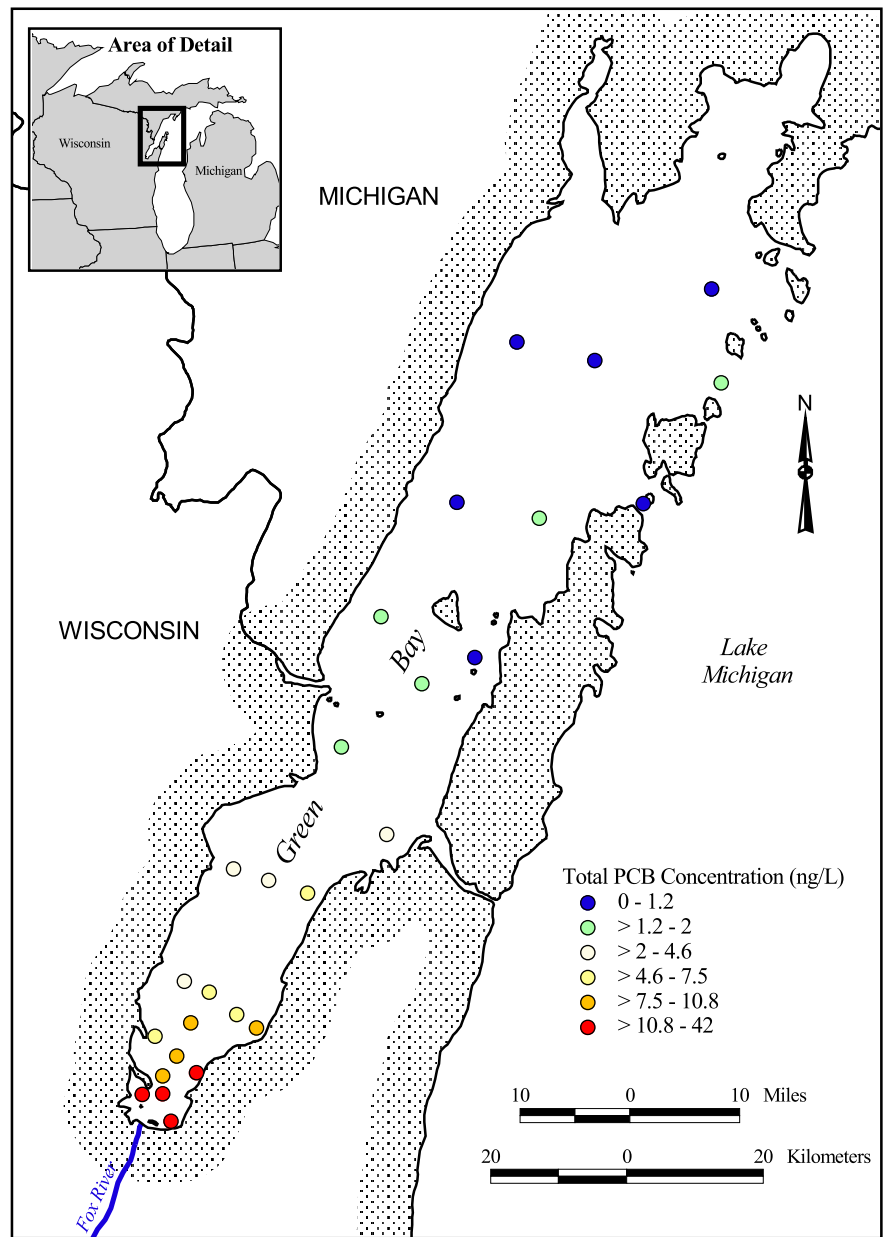 Area of Detail
Wisconsin
Michigan
MICHIGAN
N
WISCONSIN
Bay
Lake
Michigan
Green
Total PCB Concentration (ng/L)
0 - 1.2
> 1.2 - 2
> 2 - 4.6
> 4.6 - 7.5
> 7.5 - 10.8
> 10.8 - 42
10 0 10 Miles
20 0 20 Kilometers
Fox River